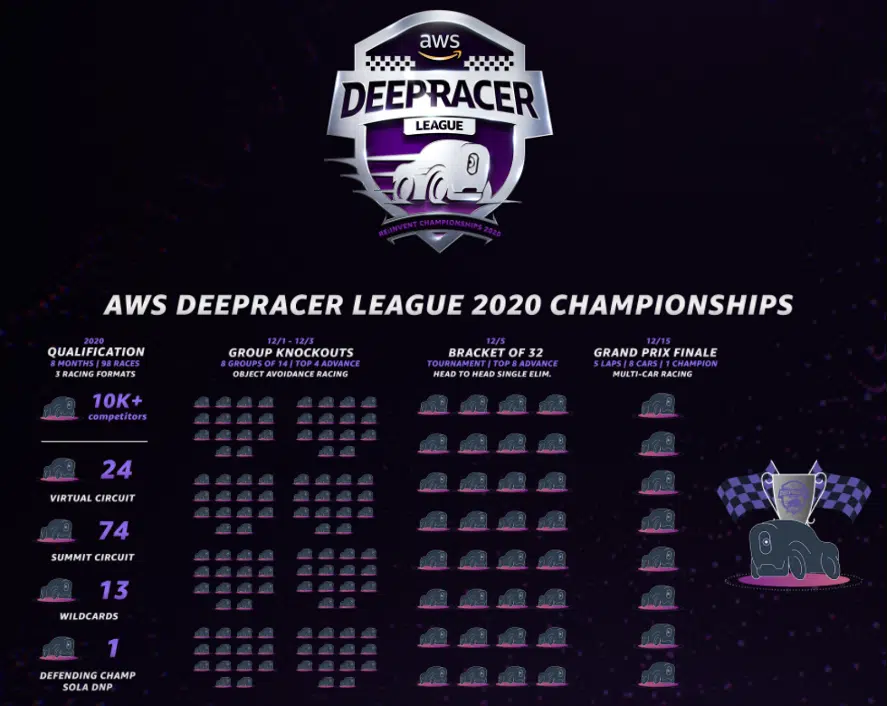 aws
DEEPRACER
LEAGUE
RE:INVENT CHAMPIONSHIPS 2020
AWS DEEPRACER LEAGUE 2020 CHAMPIONSHIPS
2020
QUALIFICATION
8 MONTHS | 98 RACES
3 RACING FORMATS
10K+
competitors
24
VIRTUAL CIRCUIT
74
SUMMIT CIRCUIT
13
WILDCARDS
1
DEFENDING CHAMP
SOLA DNP
12/1 - 12/3
GROUP KNOCKOUTS
8 GROUPS OF 14 | TOP 4 ADVANCE
OBJECT AVOIDANCE RACING
12/5
BRACKET OF 32
TOURNAMENT | TOP 8 ADVANCE
HEAD TO HEAD SINGLE ELIM.
12/15
GRAND PRIX FINALE
5 LAPS | 8 CARS | 1 CHAMPION
MULTI-CAR RACING